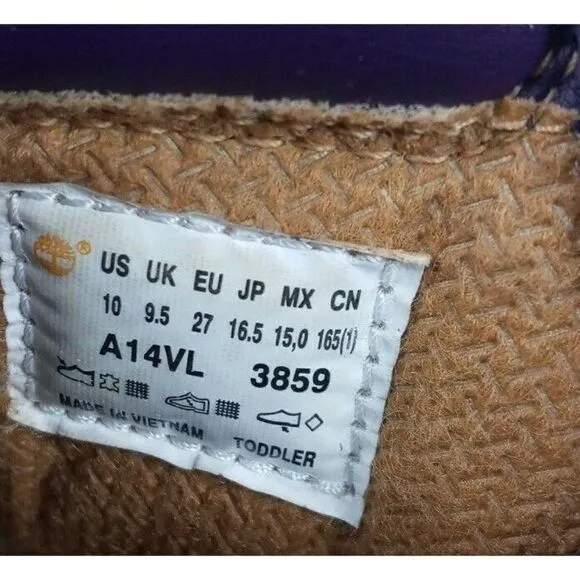 ®
US UK EU JP MX CN
10 9.5 27 16.5 15,0 165(1)
A14VL 3859
MADE IN VIETNAM TODDLER